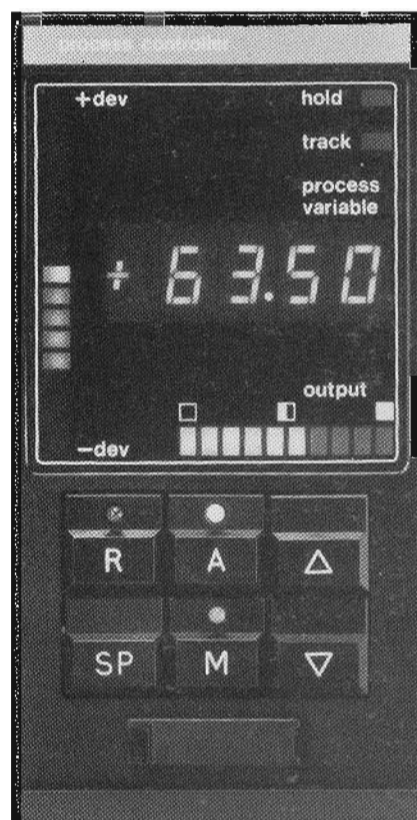 process controller
+dev
hold
track
process
variable
+ 63.50
output
−dev
R A △
SP M ▽